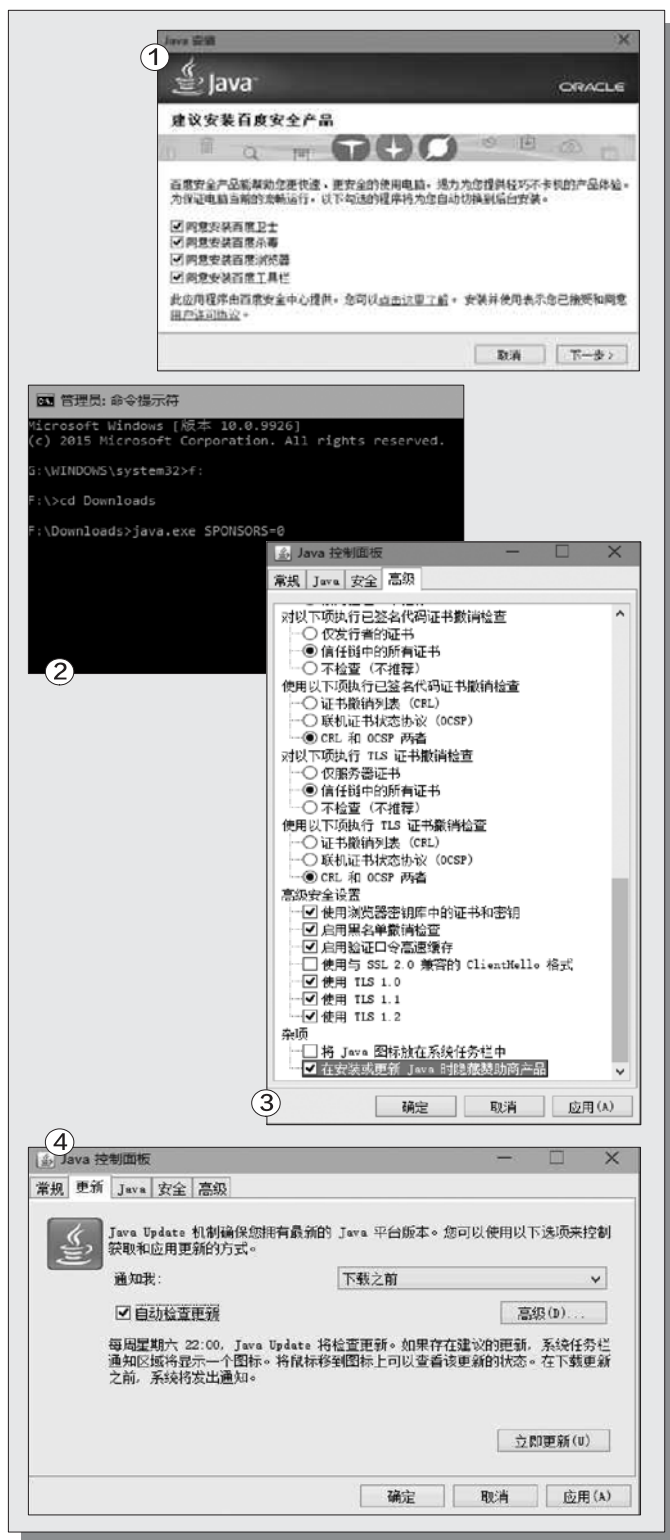 ①
Java 安装
Java
ORACLE
建议安装百度安全产品
百度安全产品能帮助您更快速、更安全的使用电脑。竭力为您提供轻巧不卡机的产品体验。
为保证电脑当前的流畅运行。以下勾选的程序将为您自动切换到后台安装。
同意安装百度卫士
同意安装百度杀毒
同意安装百度浏览器
同意安装百度工具栏
此应用程序由百度安全中心提供。您可以点击这里了解。安装并使用表示您已接受和同意
用户许可协议。
取消
下一步 >
管理员: 命令提示符
Microsoft Windows [版本 10.0.9926]
(c) 2015 Microsoft Corporation. All rights reserved.
G:\WINDOWS\system32>f:
F:\>cd Downloads
F:\Downloads>java.exe SPONSORS=0
②
Java 控制面板
常规 Java 安全 高级
对以下项执行已签名代码证书撤销检查
仅发行者的证书
信任链中的所有证书
不检查 (不推荐)
使用以下项执行已签名代码证书撤销检查
证书撤销列表 (CRL)
联机证书状态协议 (OCSP)
CRL 和 OCSP 两者
对以下项执行 TLS 证书撤销检查
仅服务器证书
信任链中的所有证书
不检查 (不推荐)
使用以下项执行 TLS 证书撤销检查
证书撤销列表 (CRL)
联机证书状态协议 (OCSP)
CRL 和 OCSP 两者
高级安全设置
使用浏览器密钥库中的证书和密钥
启用黑名单撤销检查
启用验证口令高速缓存
使用与 SSL 2.0 兼容的 ClientHello 格式
使用 TLS 1.0
使用 TLS 1.1
使用 TLS 1.2
杂项
将 Java 图标放在系统任务栏中
在安装或更新 Java 时隐藏赞助商产品
③
确定
取消
应用(A)
④
Java 控制面板
常规 更新 Java 安全 高级
Java Update 机制确保您拥有最新的 Java 平台版本。您可以使用以下选项来控制
获取和应用更新的方式。
通知我:
下载之前
自动检查更新
高级(D)...
每周星期六 22:00, Java Update 将检查更新。如果存在建议的更新, 系统任务栏
通知区域将显示一个图标。将鼠标移到图标上可以查看该更新的状态。在下载更新
之前, 系统将发出通知。
立即更新(U)
确定
取消
应用(A)